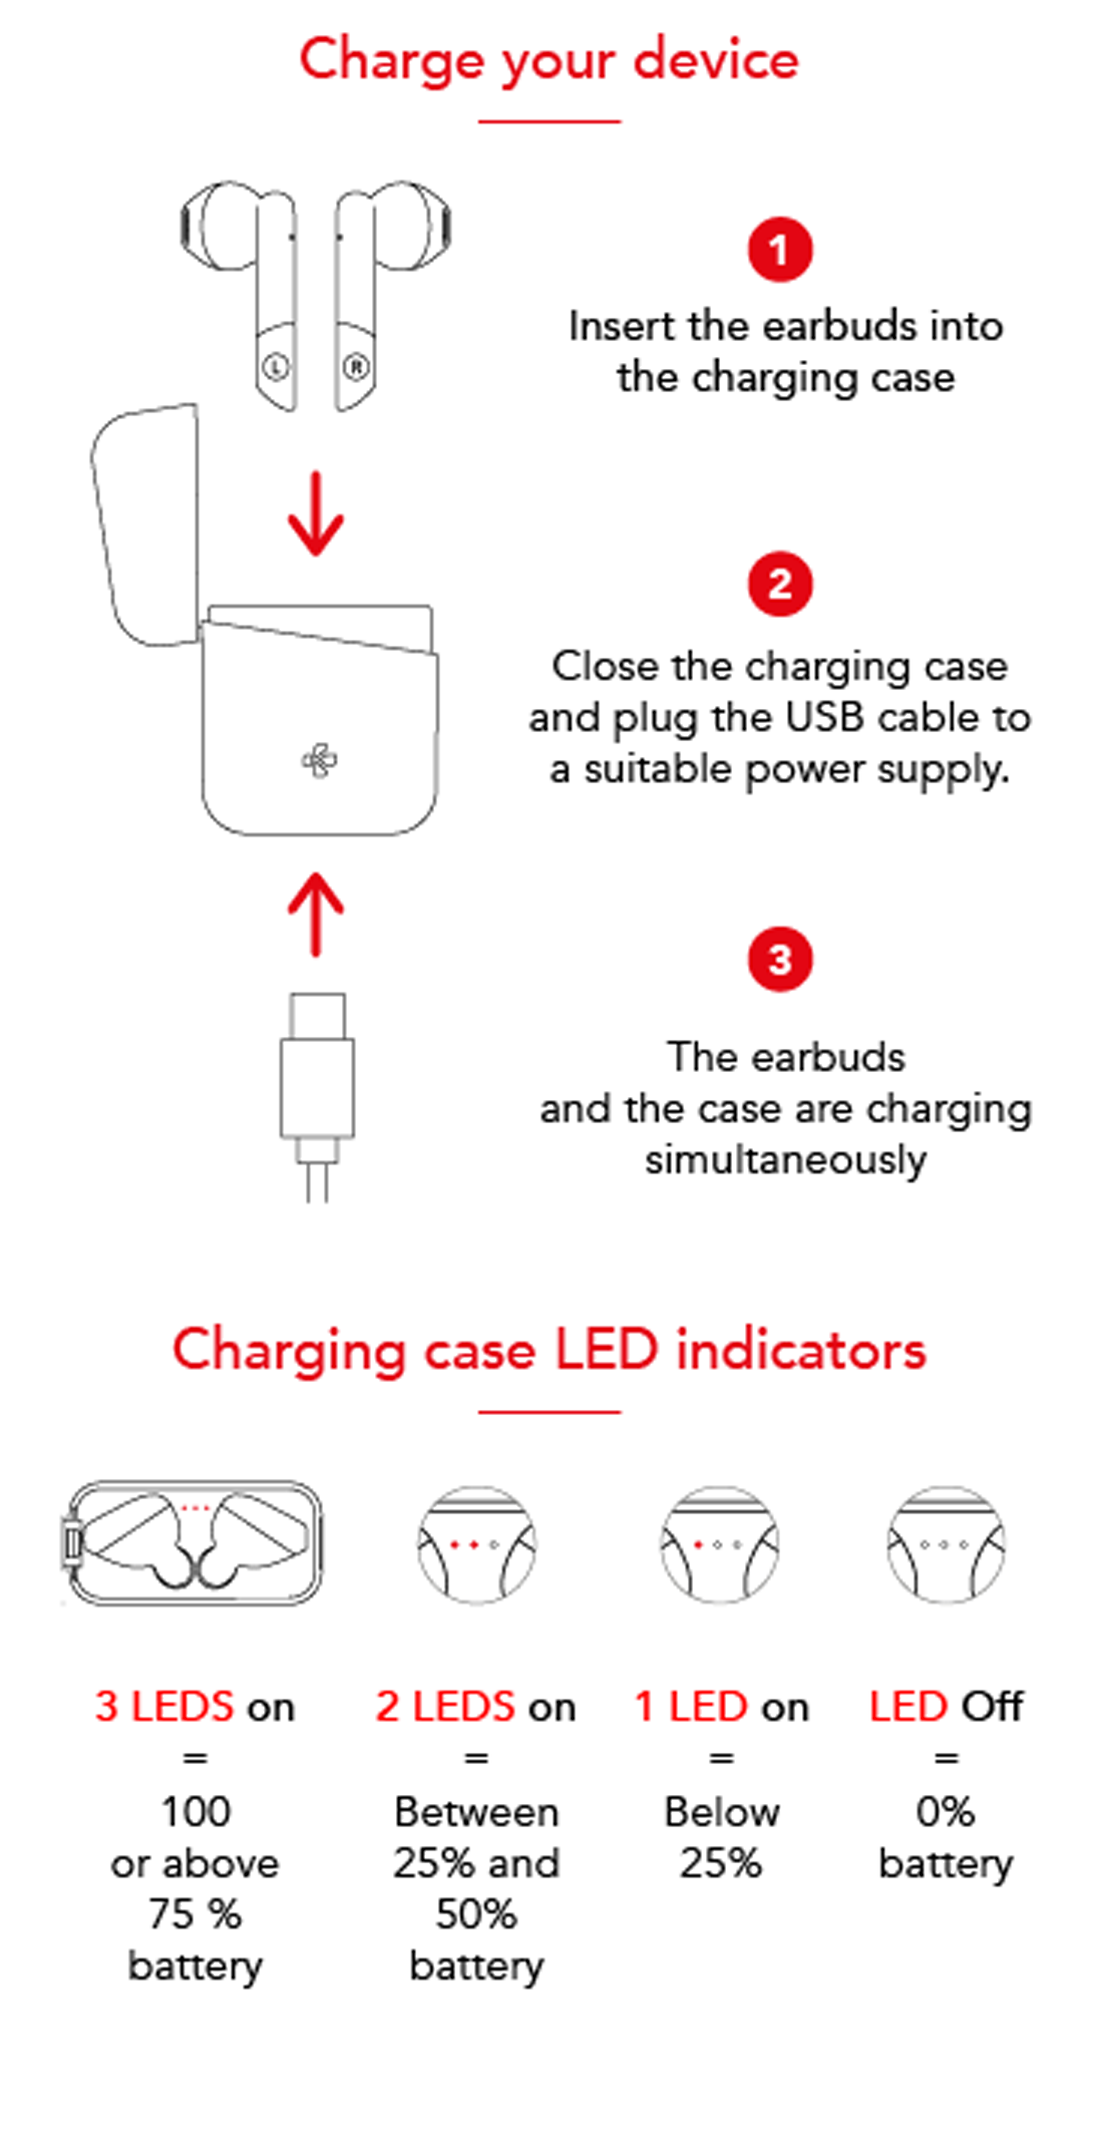 Charge your device
L
R
1
Insert the earbuds into
the charging case
2
Close the charging case
and plug the USB cable to
a suitable power supply.
3
The earbuds
and the case are charging
simultaneously
Charging case LED indicators
3 LEDS on
=
100
or above
75 %
battery
2 LEDS on
=
Between
25% and
50%
battery
1 LED on
=
Below
25%
LED Off
=
0%
battery